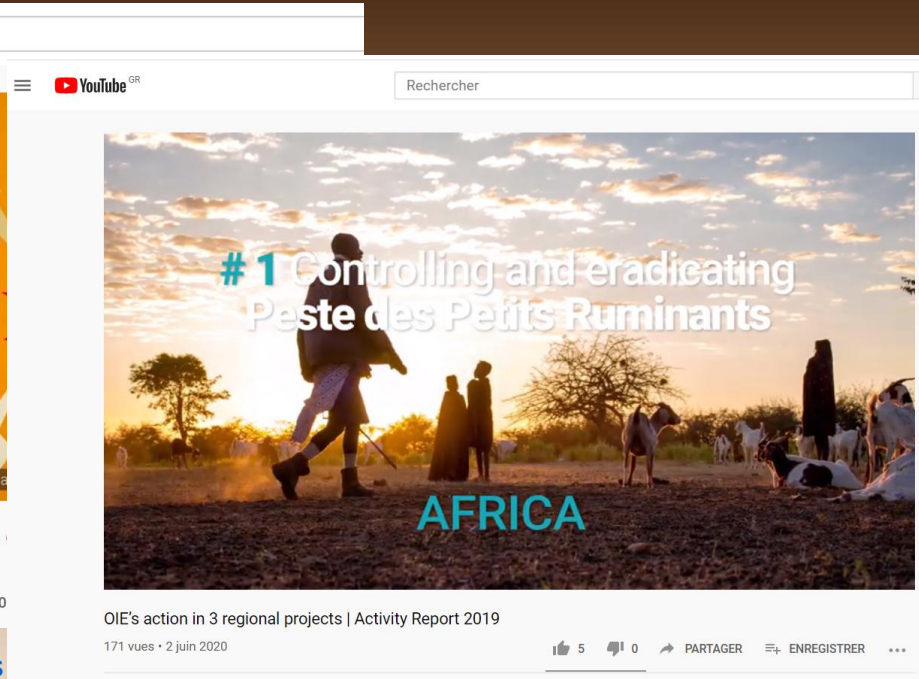 YouTube GR
Rechercher
# 1 Controlling and eradicating
Peste des Petits Ruminants
AFRICA
OIE's action in 3 regional projects | Activity Report 2019
171 vues • 2 juin 2020
5 0 PARTAGER ENREGISTRER